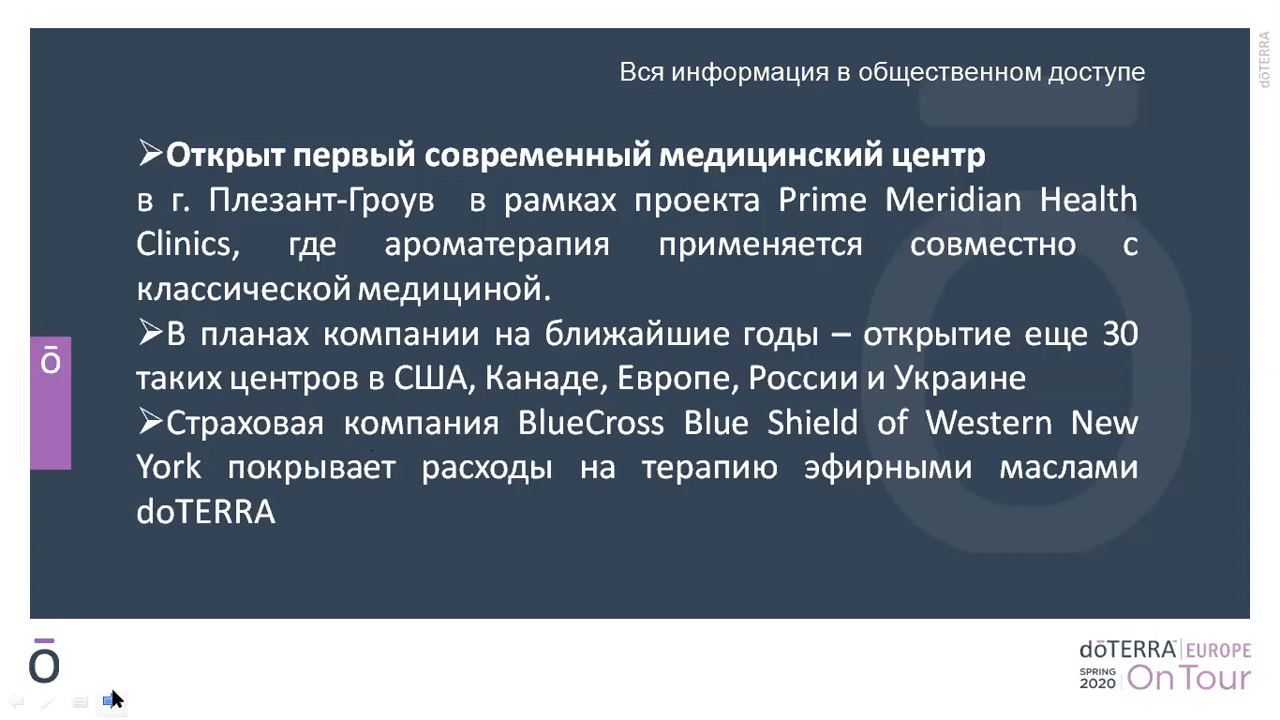 Вся информация в общественном доступе
doTERRA
➢Открыт первый современный медицинский центр
в г. Плезант-Гроув в рамках проекта Prime Meridian Health
Clinics, где ароматерапия применяется совместно с
классической медициной.
➢В планах компании на ближайшие годы – открытие еще 30
таких центров в США, Канаде, Европе, России и Украине
➢Страховая компания BlueCross Blue Shield of Western New
York покрывает расходы на терапию эфирными маслами
doTERRA
ō
ō
dōTERRA™ | EUROPE
SPRING 2020 | On Tour